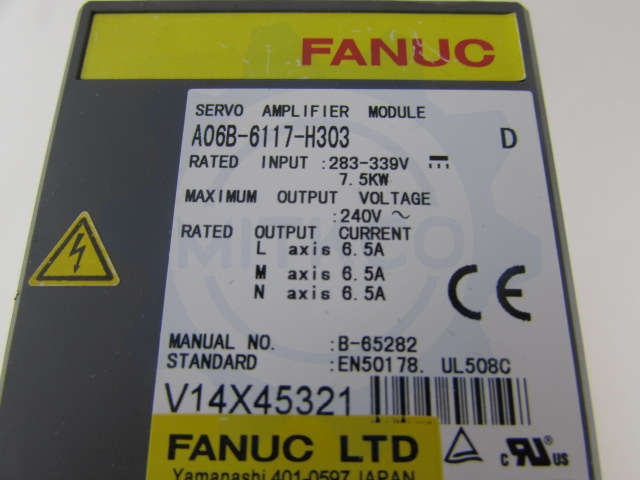 FANUC
SERVO AMPLIFIER MODULE
A06B-6117-H303 D
RATED INPUT :283-339V
7.5KW
MAXIMUM OUTPUT VOLTAGE
:240V ~
RATED OUTPUT CURRENT
L axis 6.5A
M axis 6.5A
N axis 6.5A
CE
MANUAL NO. :B-65282
STANDARD :EN50178. UL508C
V14X45321
FANUC LTD
Yamanashi 401-0597 JAPAN
c RU us